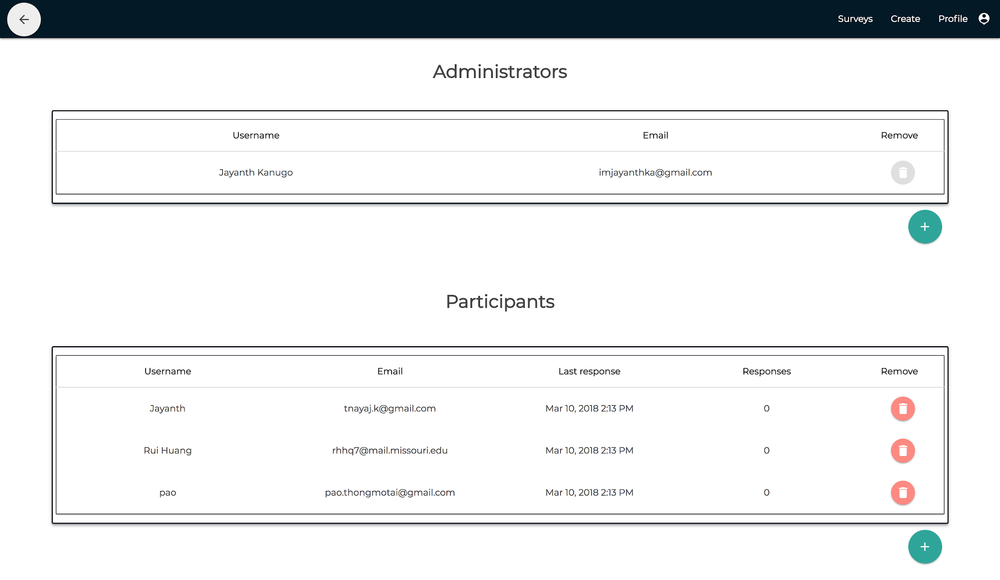 Surveys Create Profile
Administrators
Username Email Remove
Jayanth Kanugo imjayanthka@gmail.com
Participants
Username Email Last response Responses Remove
Jayanth tnayaj.k@gmail.com Mar 10, 2018 2:13 PM 0
Rui Huang rhhq7@mail.missouri.edu Mar 10, 2018 2:13 PM 0
pao pao.thongmotai@gmail.com Mar 10, 2018 2:13 PM 0